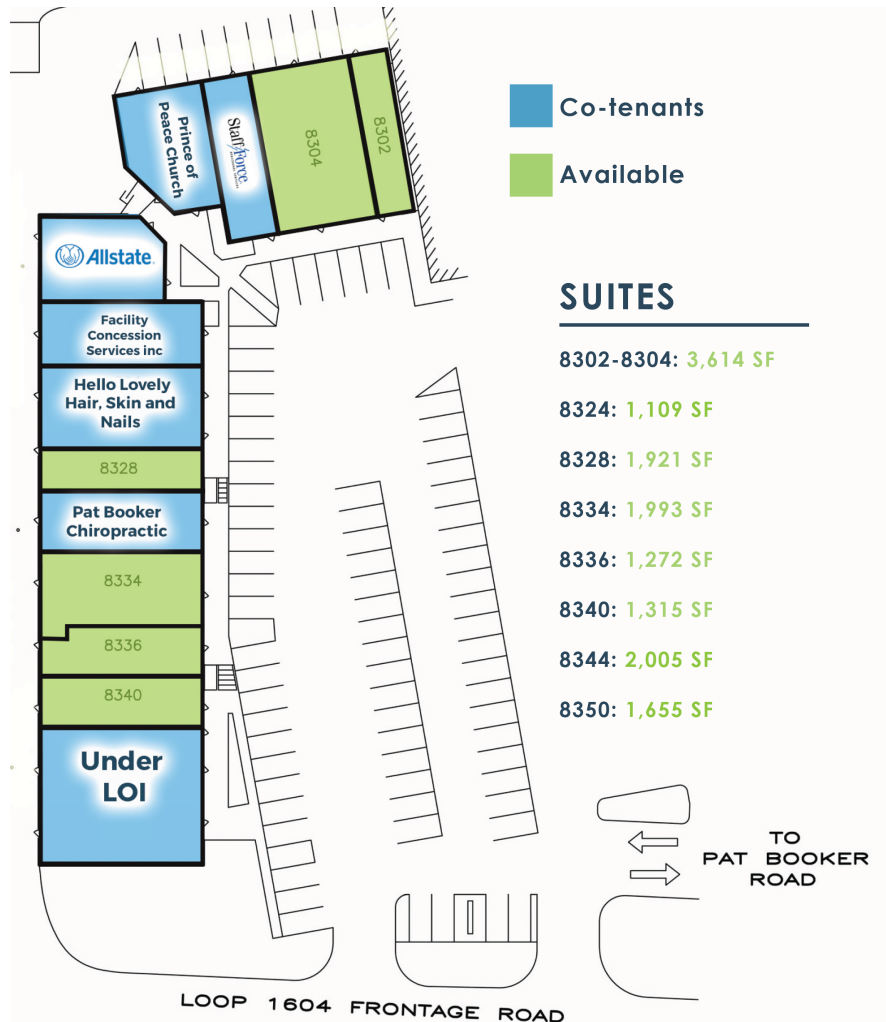 Prince of
Peace Church
Staff Force
8304
8302
Allstate
Facility
Concession
Services inc
Hello Lovely
Hair, Skin and
Nails
8328
Pat Booker
Chiropractic
8334
8336
8340
Under
LOI
Co-tenants
Available
SUITES
8302-8304: 3,614 SF
8324: 1,109 SF
8328: 1,921 SF
8334: 1,993 SF
8336: 1,272 SF
8340: 1,315 SF
8344: 2,005 SF
8350: 1,655 SF
TO
PAT BOOKER
ROAD
LOOP 1604 FRONTAGE ROAD